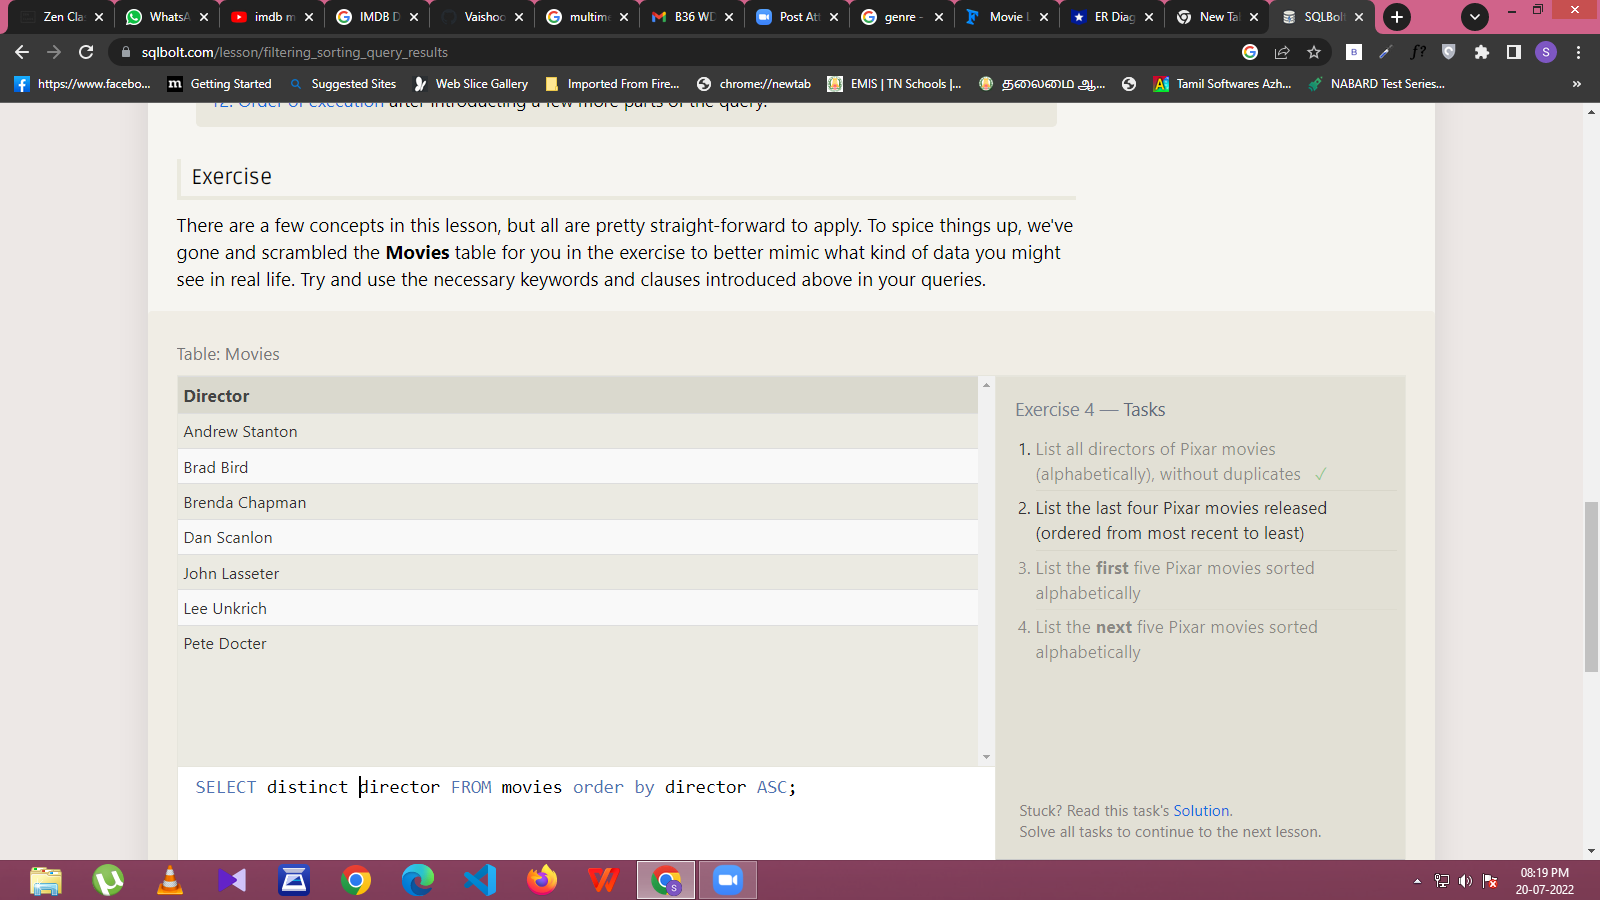 Zen Cla
WhatsA
imdb m
IMDB D
Vaishoo
multime
B36 WD
Post Att
genre -
Movie L
ER Diag
New Tab
SQLBolt
sqlbolt.com/lesson/filtering_sorting_query_results
https://www.facebo...
Getting Started
Suggested Sites
Web Slice Gallery
Imported From Fire...
chrome://newtab
EMIS | TN Schools |...
தலைமை ஆ...
Tamil Softwares Azh...
NABARD Test Series...
»
12. Order of execution after introducting a few more parts of the query.
Exercise
There are a few concepts in this lesson, but all are pretty straight-forward to apply. To spice things up, we've
gone and scrambled the Movies table for you in the exercise to better mimic what kind of data you might
see in real life. Try and use the necessary keywords and clauses introduced above in your queries.
Table: Movies
Director
Andrew Stanton
Brad Bird
Brenda Chapman
Dan Scanlon
John Lasseter
Lee Unkrich
Pete Docter
SELECT distinct director FROM movies order by director ASC;
Exercise 4 — Tasks
1. List all directors of Pixar movies
(alphabetically), without duplicates ✓
2. List the last four Pixar movies released
(ordered from most recent to least)
3. List the first five Pixar movies sorted
alphabetically
4. List the next five Pixar movies sorted
alphabetically
Stuck? Read this task's Solution.
Solve all tasks to continue to the next lesson.
08:19 PM
20-07-2022